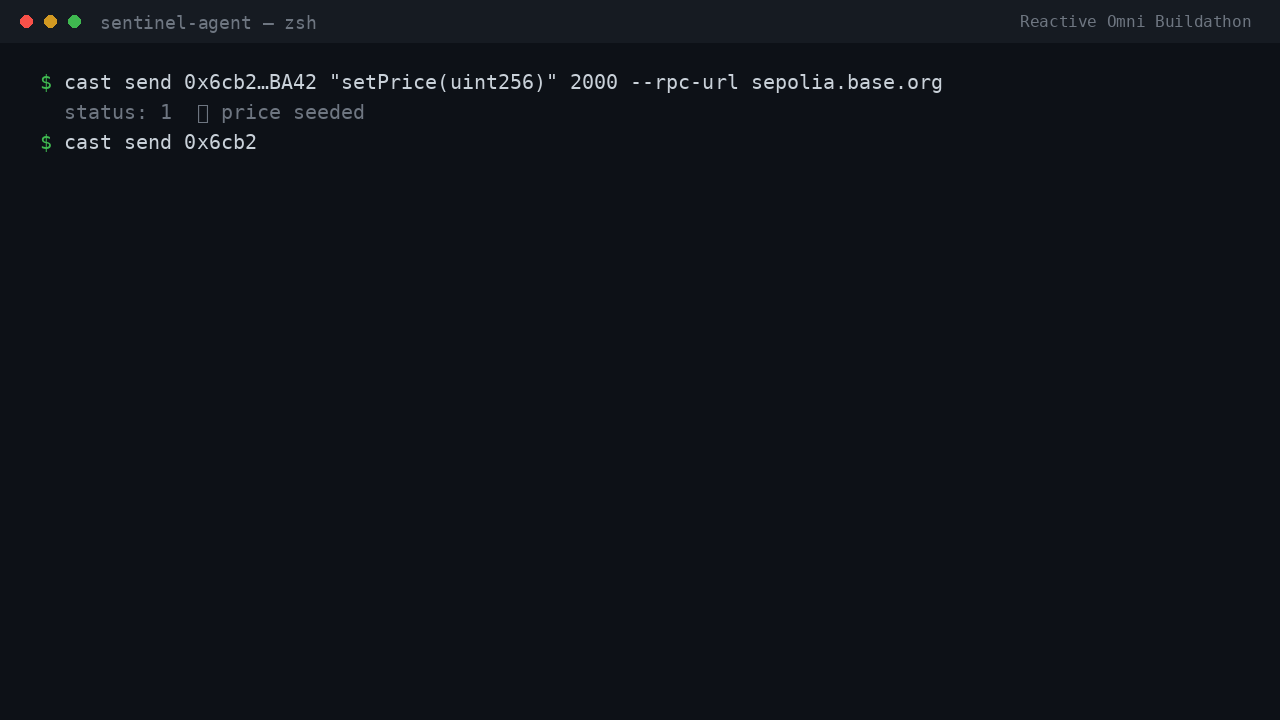 sentinel-agent — zsh
Reactive Omni Buildathon
$ cast send 0x6cb2…BA42 "setPrice(uint256)" 2000 --rpc-url sepolia.base.org
status: 1  ▯ price seeded
$ cast send 0x6cb2